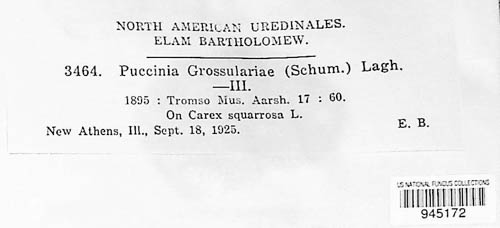 NORTH AMERICAN UREDINALES.
ELAM BARTHOLOMEW.
3464. Puccinia Grossulariae (Schum.) Lagh.
—III.
1895 : Tromso Mus. Aarsh. 17 : 60.
On Carex squarrosa L.
New Athens, Ill., Sept. 18, 1925. E. B.
US NATIONAL FUNGUS COLLECTIONS
945172